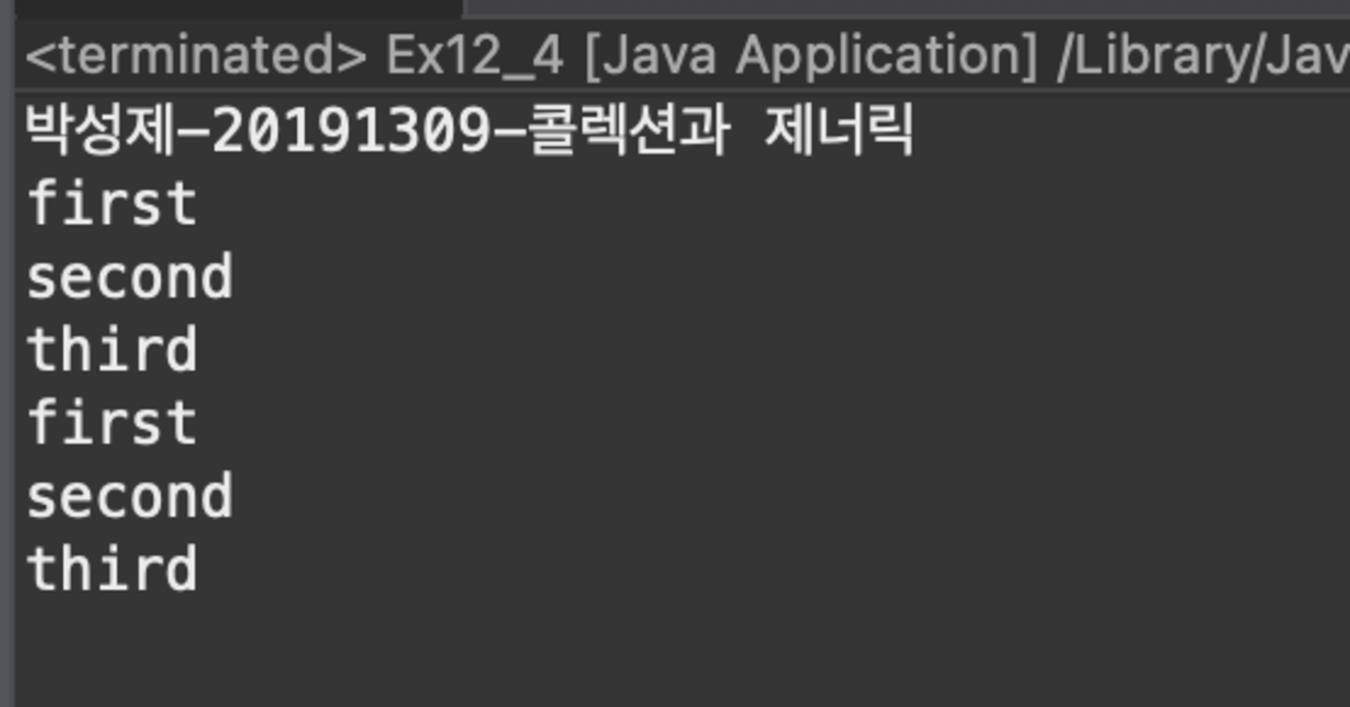 <terminated> Ex12_4 [Java Application] /Library/Jav
박성제-20191309-콜렉션과 제너릭
first
second
third
first
second
third